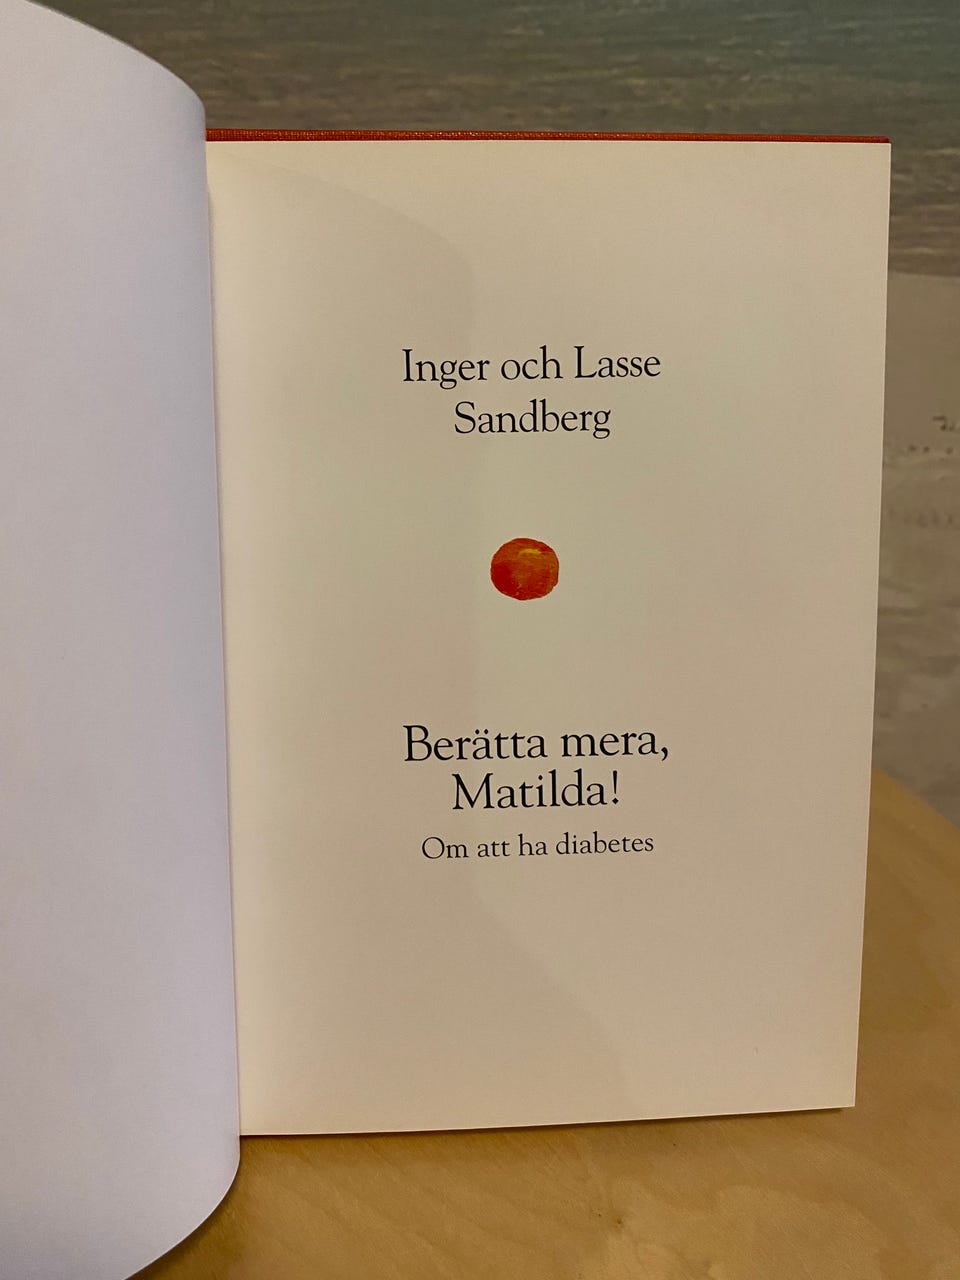 Inger och Lasse
Sandberg
Berätta mera,
Matilda!
Om att ha diabetes